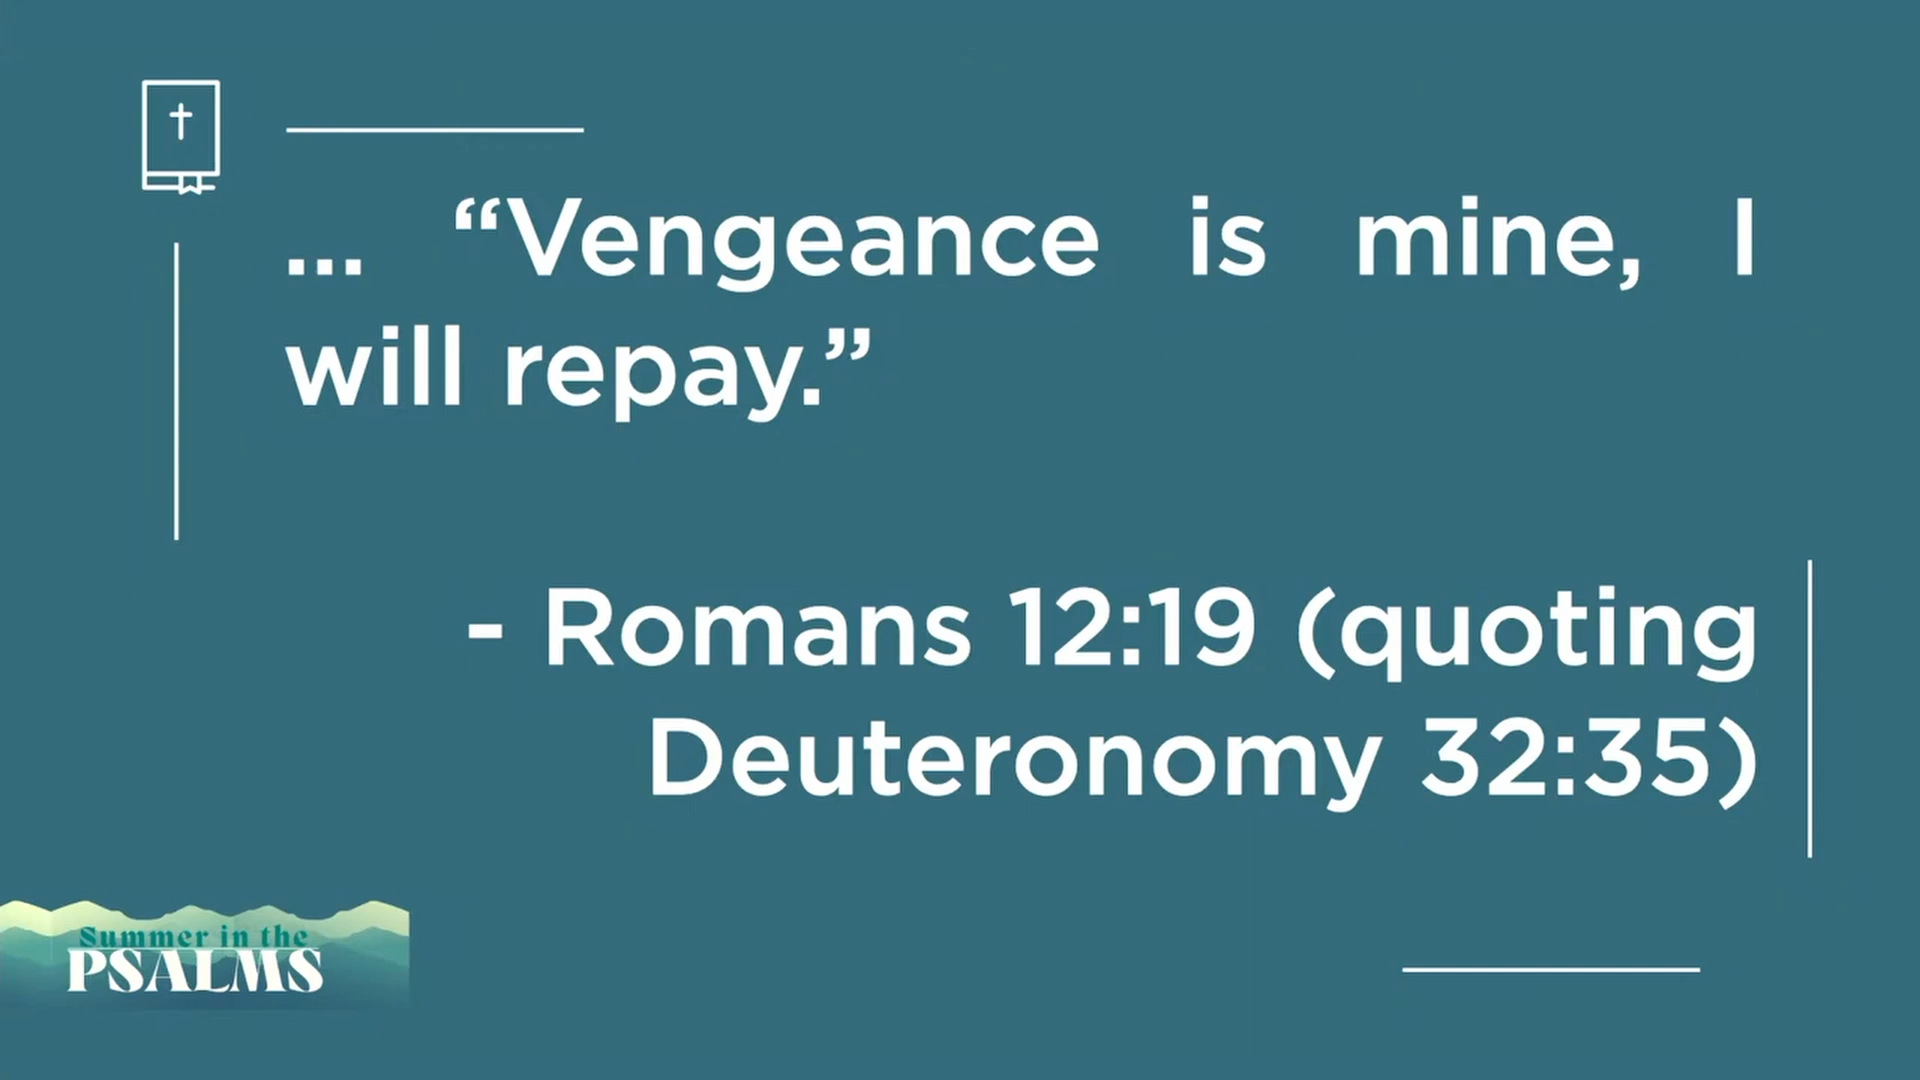 ... “Vengeance is mine, I
will repay.”
- Romans 12:19 (quoting
Deuteronomy 32:35)
Summer in the
PSALMS